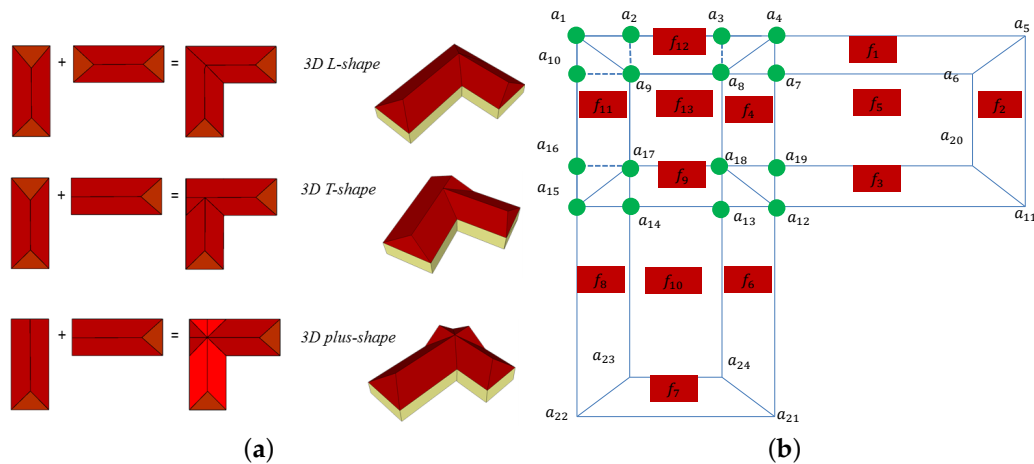 + =
3D L-shape
+ =
3D T-shape
+ =
3D plus-shape
(a)
a₁ a₂ a₃ a₄ a₅
f₁₂ f₁
a₁₀ a₉ a₈ a₇ a₆
f₁₁ f₁₃ f₄ f₅ f₂
a₁₆ a₁₇ a₁₈ a₁₉ a₂₀
f₉ f₃
a₁₅ a₁₄ a₁₃ a₁₂ a₁₁
f₈ f₁₀ f₆
a₂₃ a₂₄
f₇
a₂₂ a₂₁
(b)